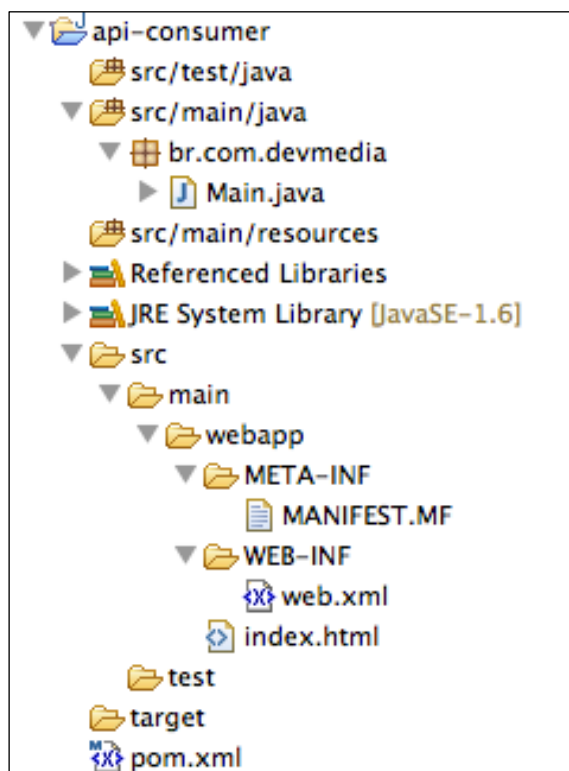 api-consumer
src/test/java
src/main/java
br.com.devmedia
Main.java
src/main/resources
Referenced Libraries
JRE System Library [JavaSE-1.6]
src
main
webapp
META-INF
MANIFEST.MF
WEB-INF
web.xml
index.html
test
target
pom.xml